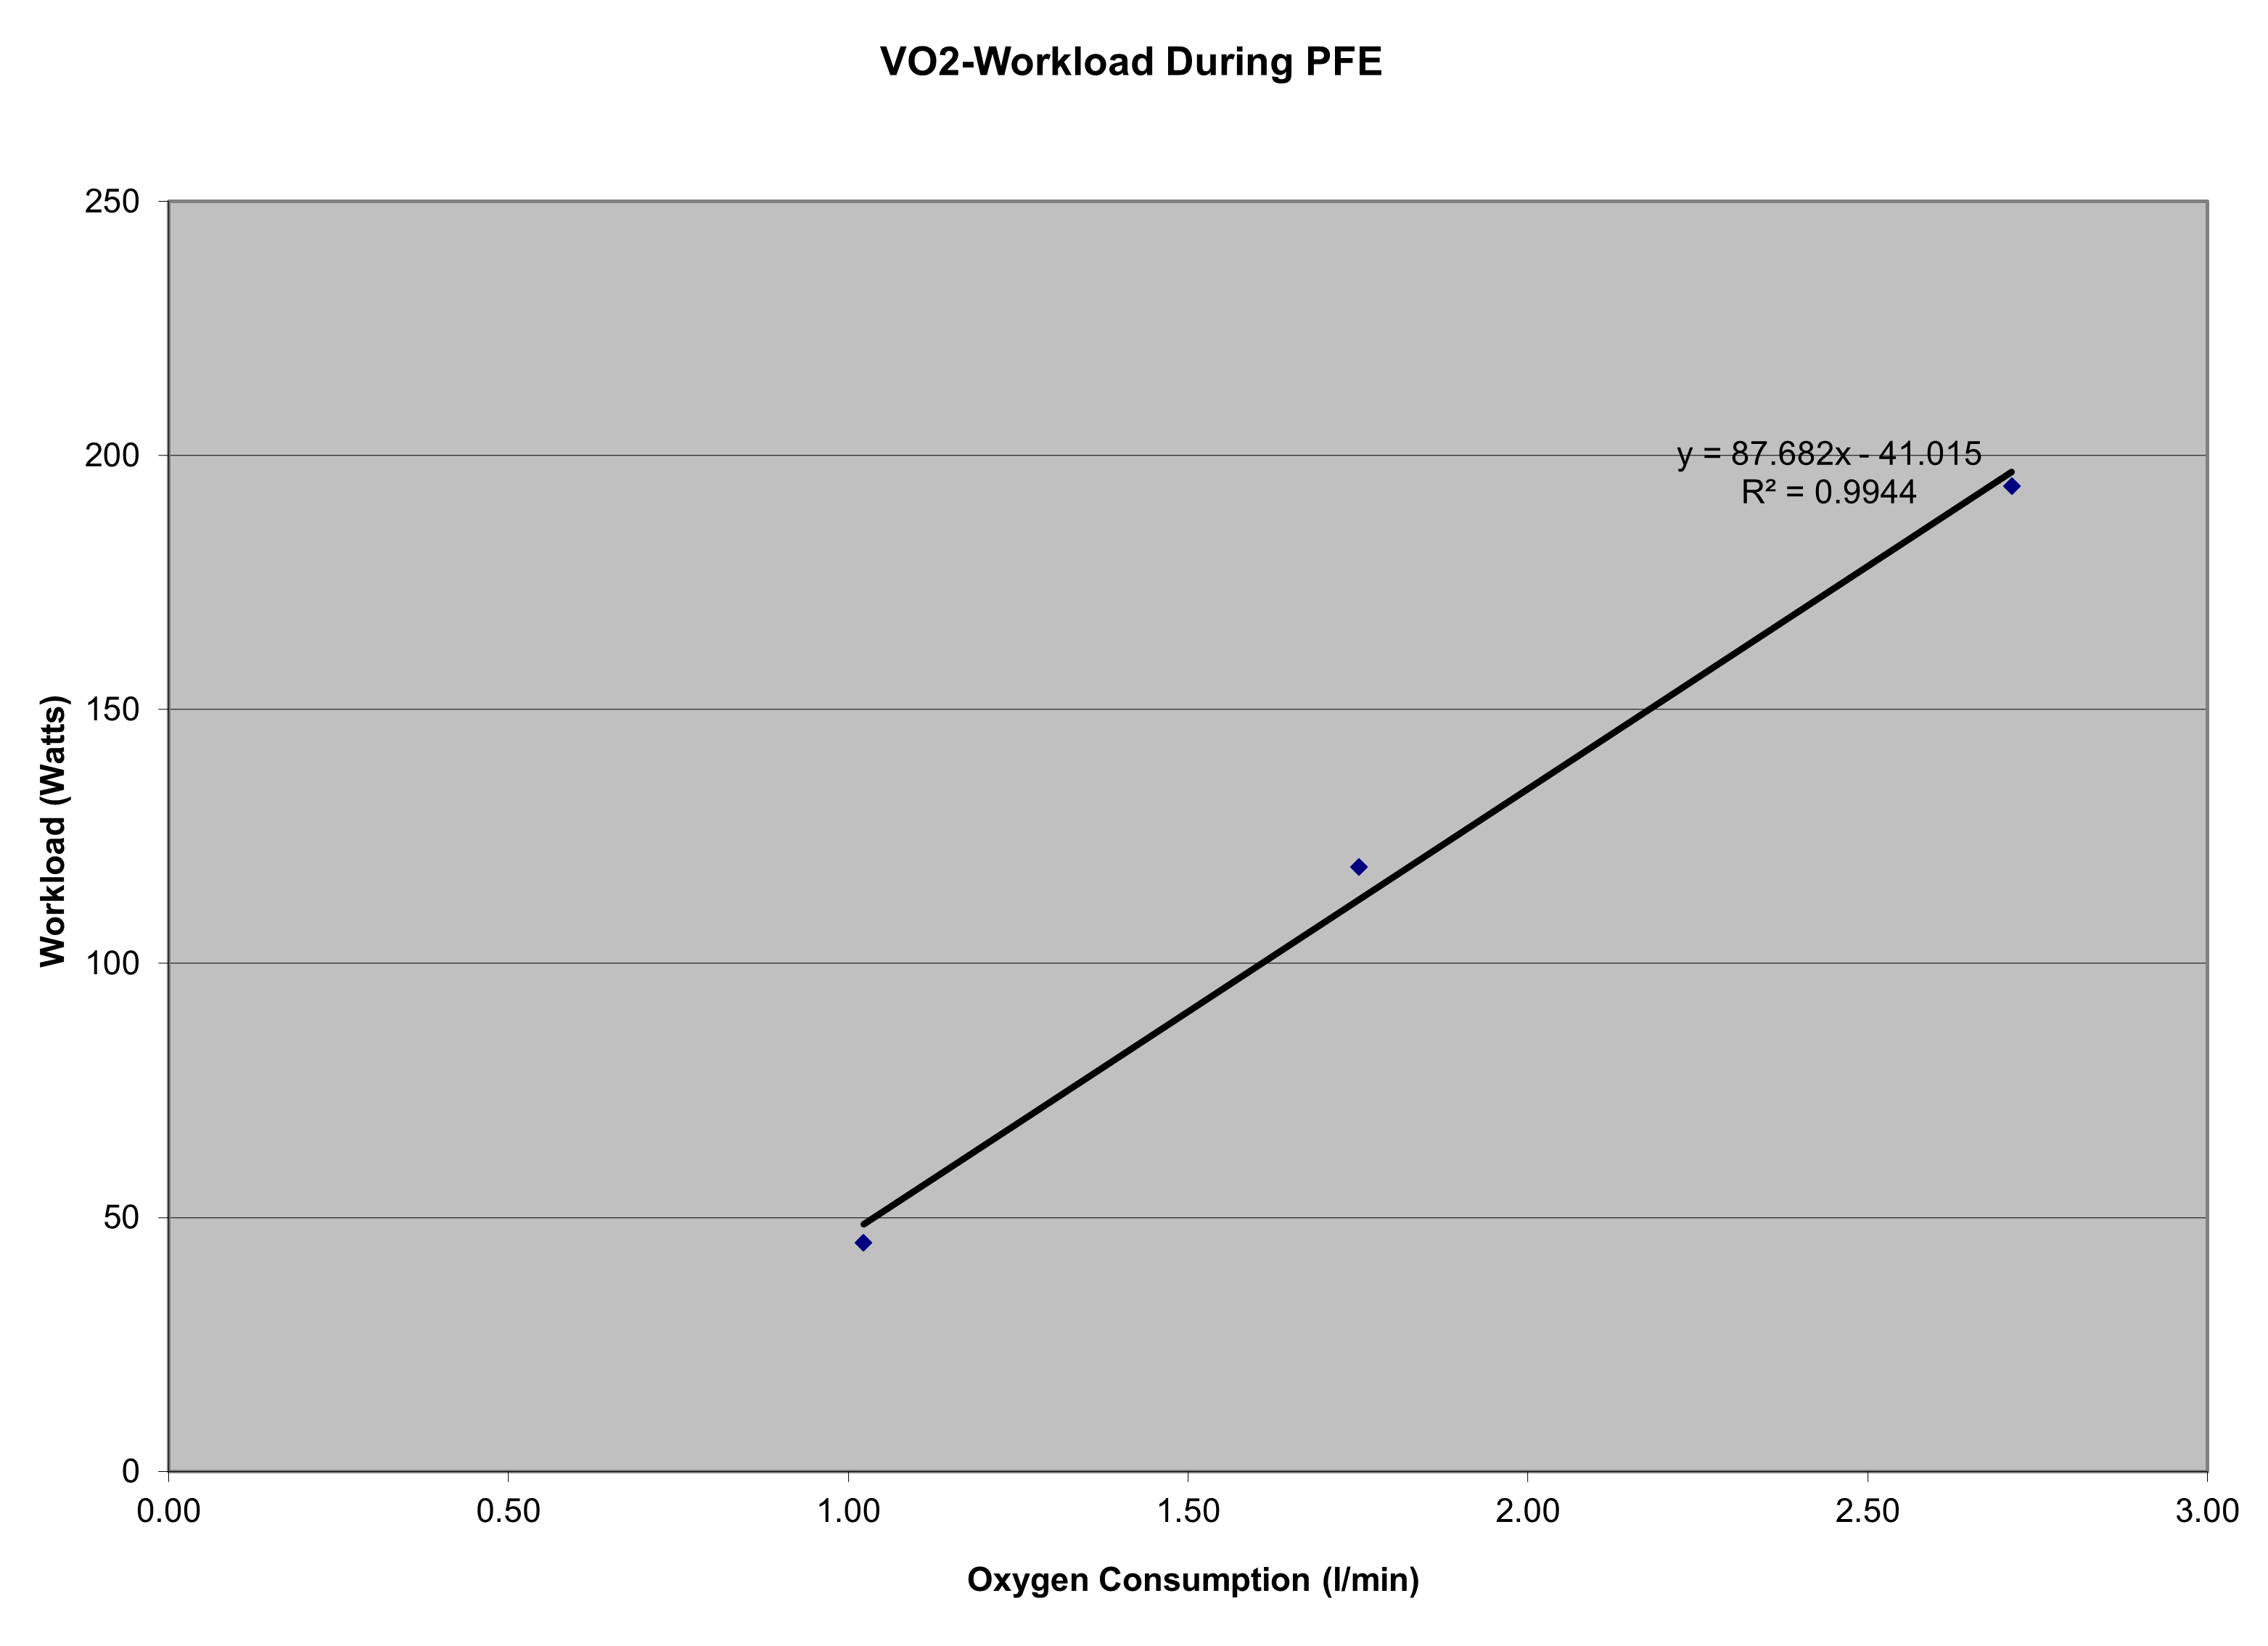 VO2-Workload During PFE
250
200
150
100
50
0
y = 87.682x - 41.015
R² = 0.9944
Workload (Watts)
0.00 0.50 1.00 1.50 2.00 2.50 3.00
Oxygen Consumption (l/min)